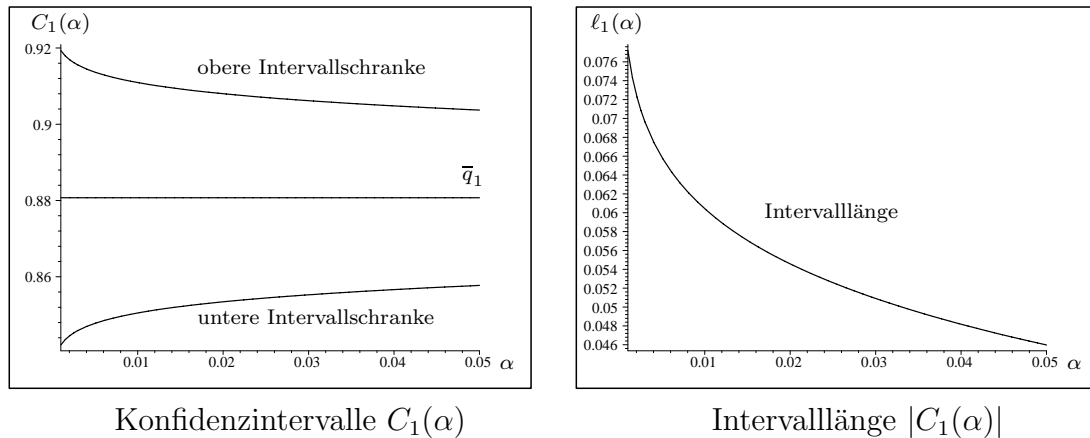 C₁(α)
0.92
obere Intervallschranke
0.9
q̅₁
0.88
0.86
untere Intervallschranke
0.01 0.02 0.03 0.04 0.05 α
Konfidenzintervalle C₁(α)
ℓ₁(α)
0.076
0.074
0.072
0.07
0.068
0.066
0.064
0.062
0.06
0.058
0.056
0.054
0.052
0.05
0.048
0.046
Intervalllänge
0.01 0.02 0.03 0.04 0.05 α
Intervalllänge |C₁(α)|